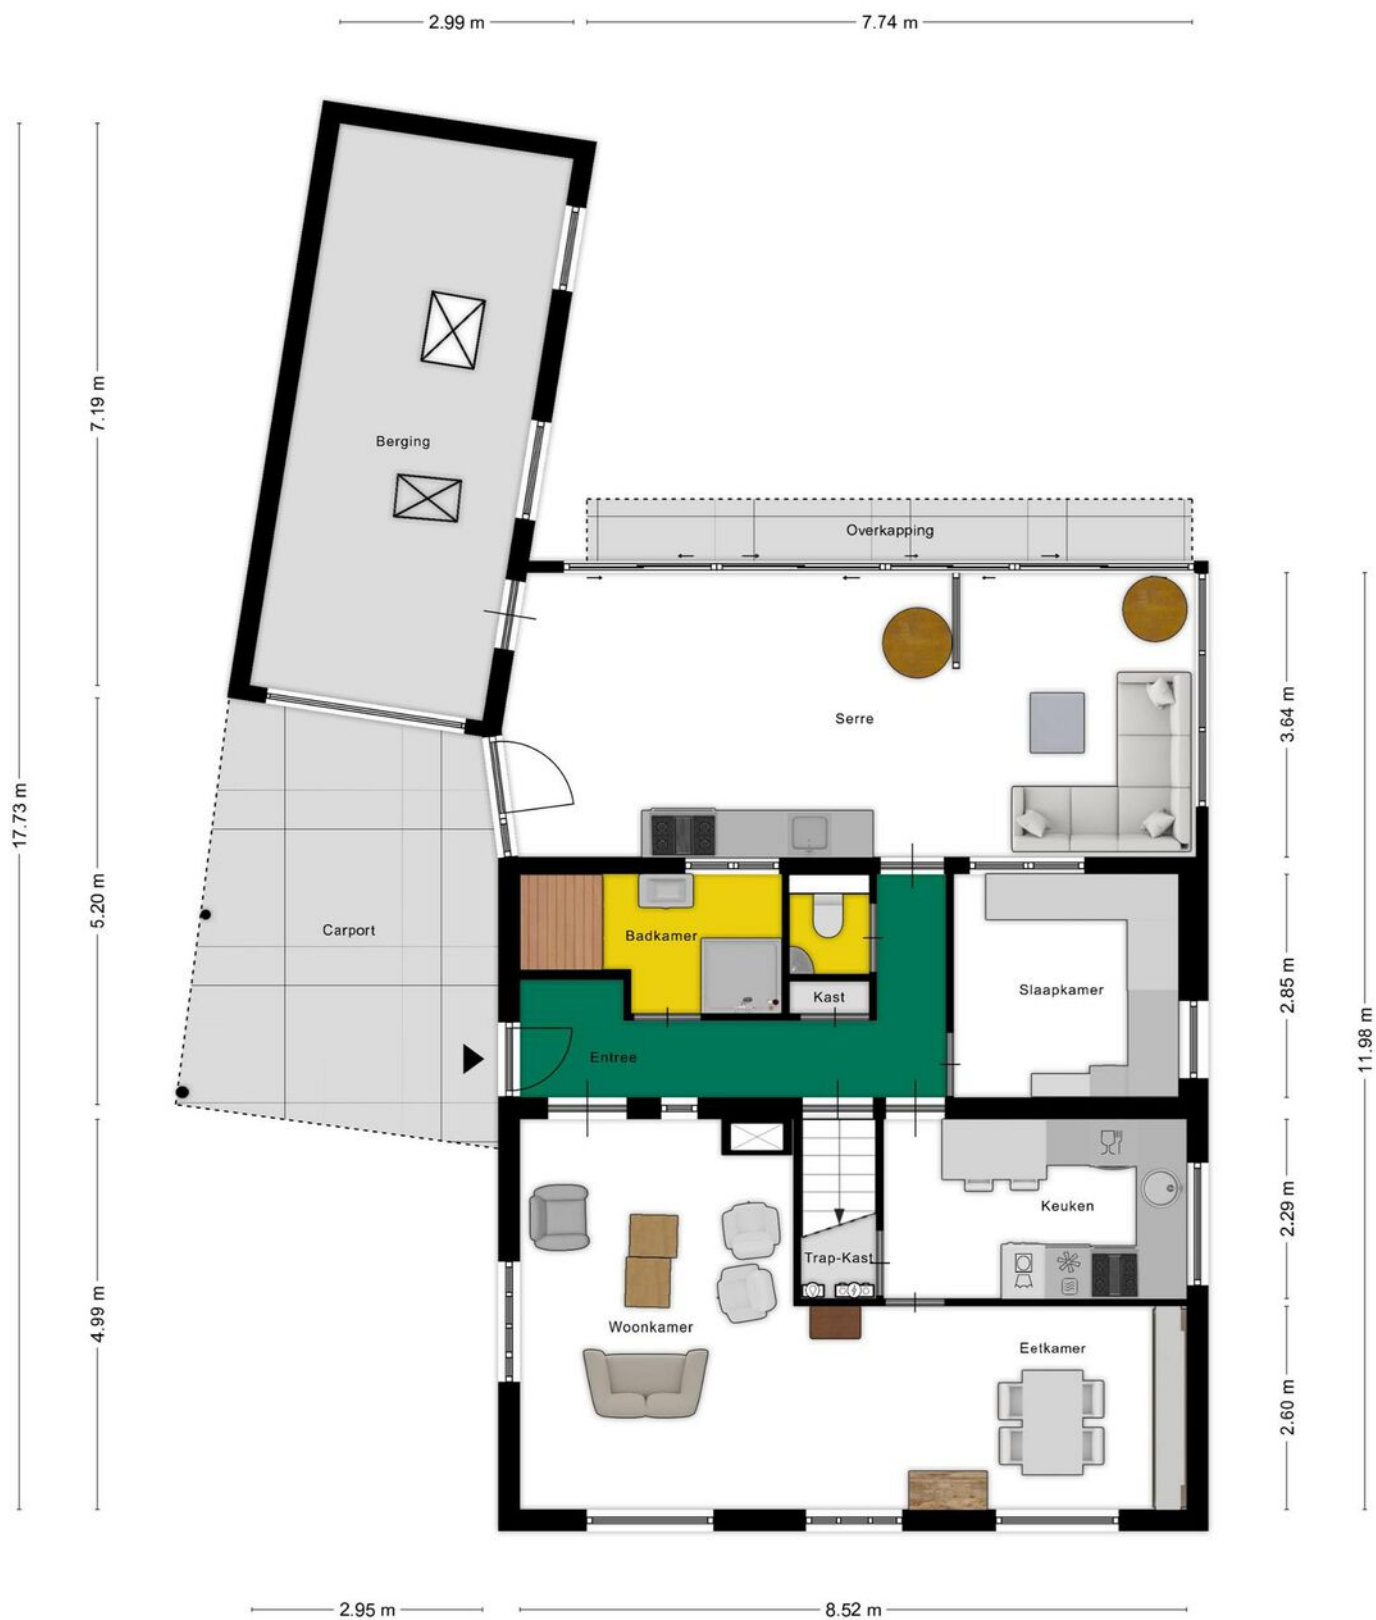 2.99 m
7.74 m
7.19 m
Berging
Overkapping
Serre
3.64 m
17.73 m
5.20 m
Carport
Badkamer
Kast
Slaapkamer
2.85 m
11.98 m
Entree
Keuken
2.29 m
Trap-Kast
4.99 m
Woonkamer
Eetkamer
2.60 m
2.95 m
8.52 m